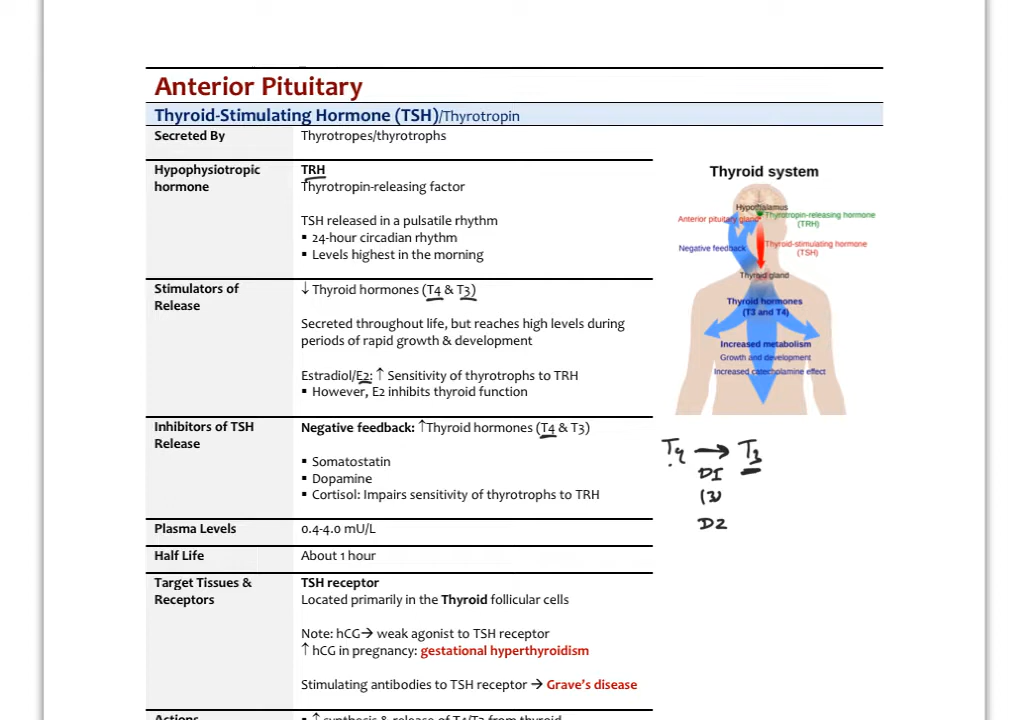 Anterior Pituitary
Thyroid-Stimulating Hormone (TSH)/Thyrotropin
Secreted By
Thyrotropes/thyrotrophs
Hypophysiotropic
hormone
TRH
Thyrotropin-releasing factor
TSH released in a pulsatile rhythm
▪ 24-hour circadian rhythm
▪ Levels highest in the morning
Stimulators of
Release
↓ Thyroid hormones (T4 & T3)
Secreted throughout life, but reaches high levels during
periods of rapid growth & development
Estradiol/E2: ↑ Sensitivity of thyrotrophs to TRH
▪ However, E2 inhibits thyroid function
Inhibitors of TSH
Release
Negative feedback: ↑Thyroid hormones (T4 & T3)
▪ Somatostatin
▪ Dopamine
▪ Cortisol: Impairs sensitivity of thyrotrophs to TRH
Plasma Levels
0.4-4.0 mU/L
Half Life
About 1 hour
Target Tissues &
Receptors
TSH receptor
Located primarily in the Thyroid follicular cells
Note: hCG→ weak agonist to TSH receptor
↑ hCG in pregnancy: gestational hyperthyroidism
Stimulating antibodies to TSH receptor → Grave's disease
Actions
▪ ↑ synthesis & release of T4/T3 from thyroid
Thyroid system
Hypothalamus
Anterior pituitary gland
Thyrotropin-releasing hormone
(TRH)
Negative feedback
Thyroid-stimulating hormone
(TSH)
Thyroid gland
Thyroid hormones
(T3 and T4)
Increased metabolism
Growth and development
Increased catecholamine effect
T4 → T3
D1
D2